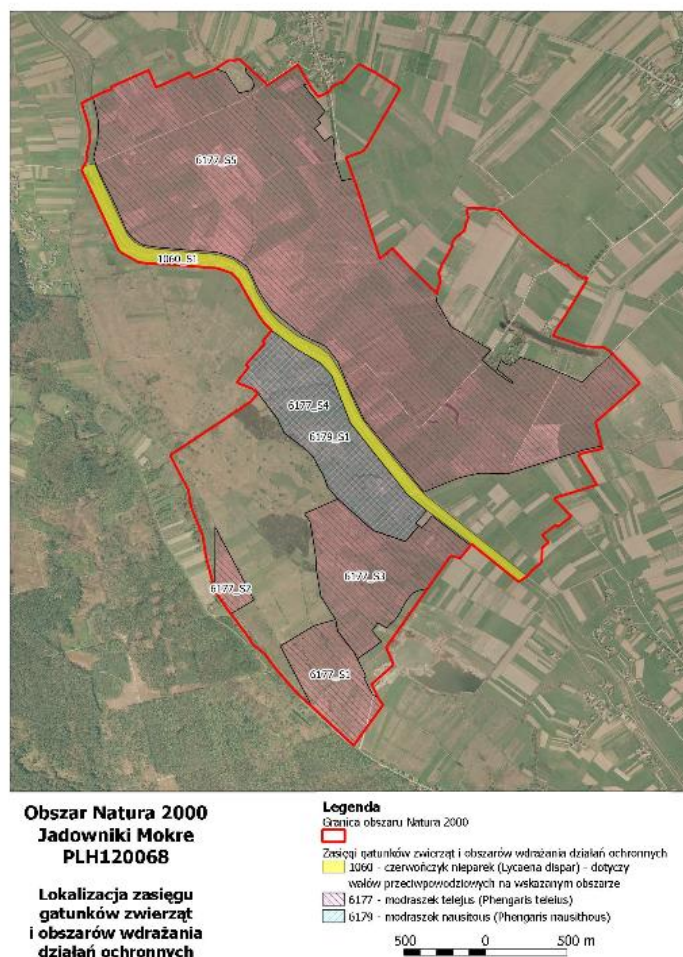 6177_S5
1060_S1
6177_S4
6179_S1
6177_S3
6177_S2
6177_S1
Obszar Natura 2000
Jadowniki Mokre
PLH120068
Lokalizacja zasięgu
gatunków zwierząt
i obszarów wdrażania
działań ochronnych
Legenda
Granica obszaru Natura 2000
Zasięgi gatunków zwierząt i obszarów wdrażania działań ochronnych
1060 - czerwończyk nieparek (Lycaena dispar) - dotyczy
wałów przeciwpowodziowych na wskazanym obszarze
6177 - modraszek telejus (Phengaris teleius)
6179 - modraszek nausitous (Phengaris nausithous)
500 0 500 m